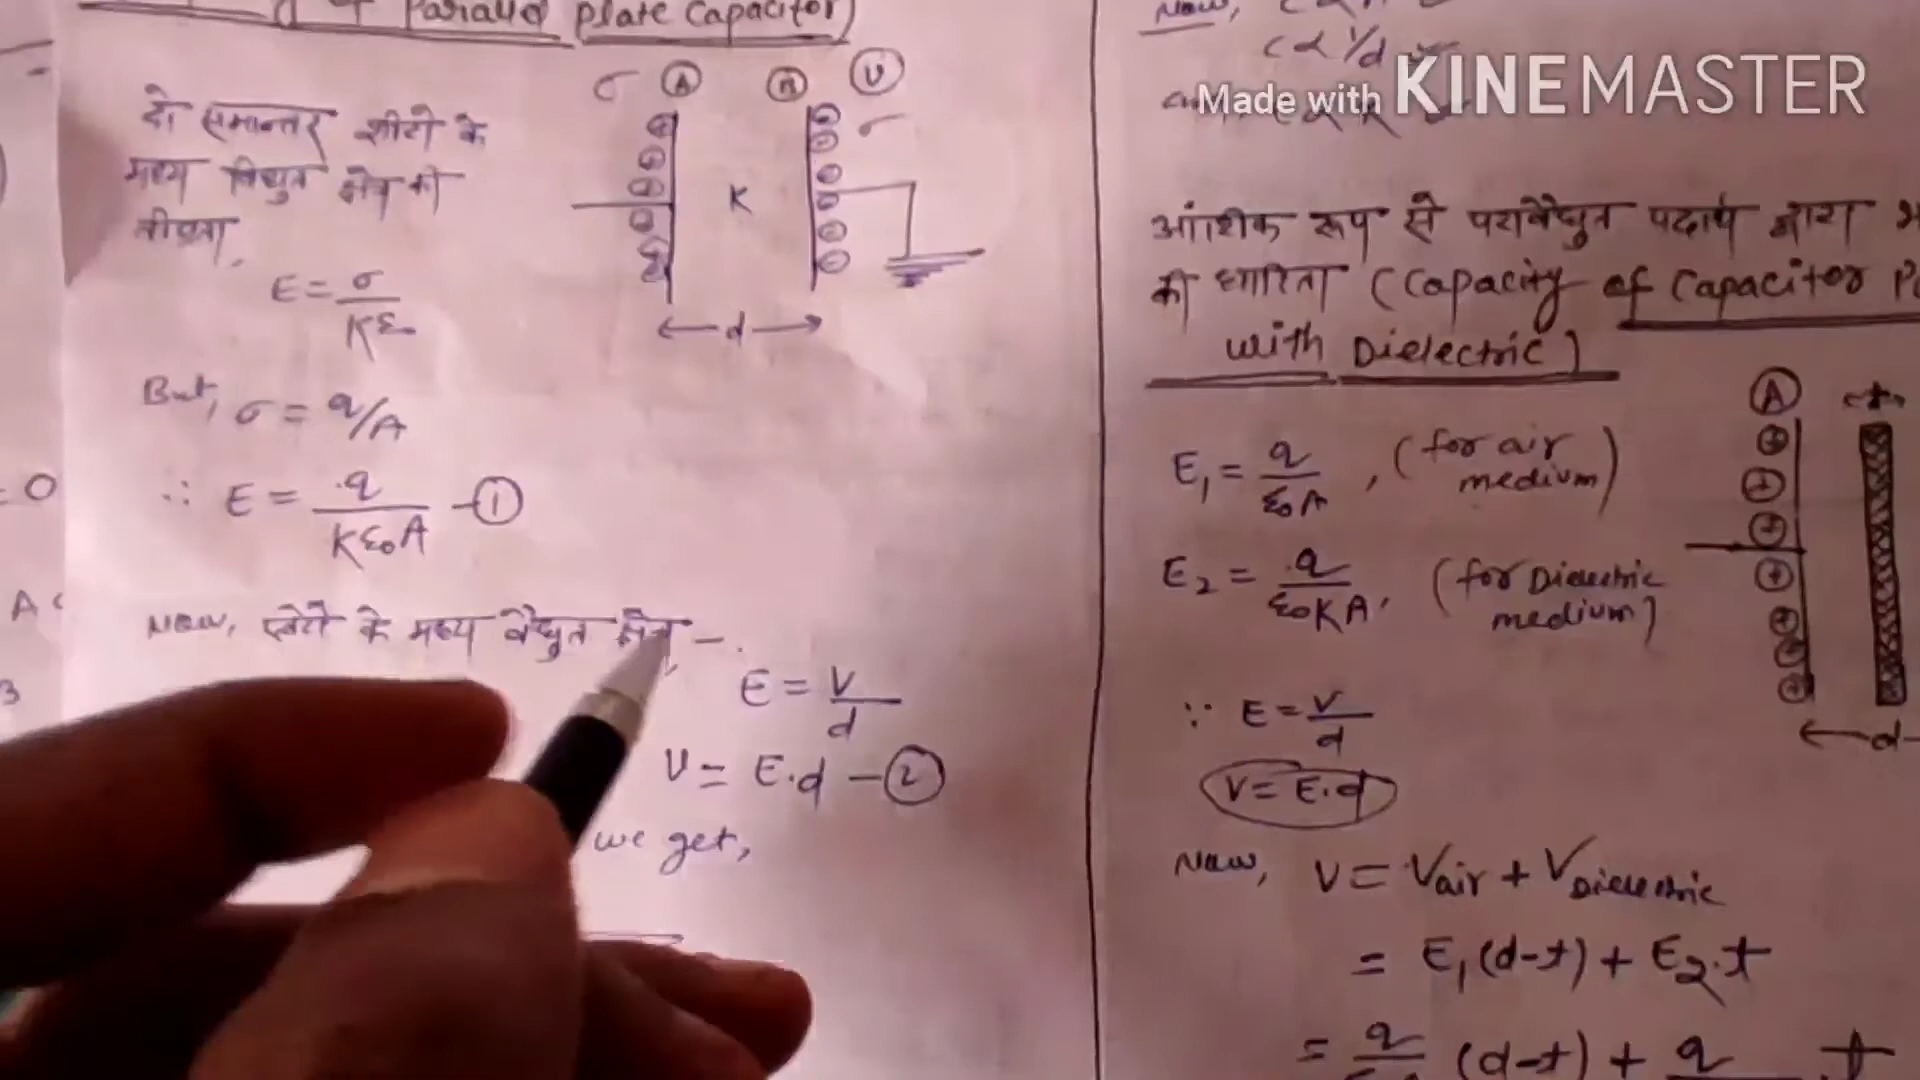 Parallel plate Capacitor)
दो समान्तर शीटो के
मध्य विद्युत क्षेत्र की
तीव्रता,
σ A B V
σ
K
E = σ/Kε₀
d
But, σ = q/A
∴ E = q/Kε₀A — ①
Now, प्लेटो के मध्य वैद्युत क्षेत्र —
E = V/d
V = E.d — ②
we get,
Now,
C ∝ 1/d
Made with KINEMASTER
आंशिक रूप से परावैद्युत पदार्थ द्वारा
की धारिता (Capacity of Capacitor
with Dielectric)
A t
E₁ = q/ε₀A , (for air medium)
E₂ = q/ε₀KA, (for Dielectric medium)
∵ E = V/d
d
V = E.d
Now, V = Vair + VDielectric
= E₁(d-t) + E₂.t
(d-t) + q t